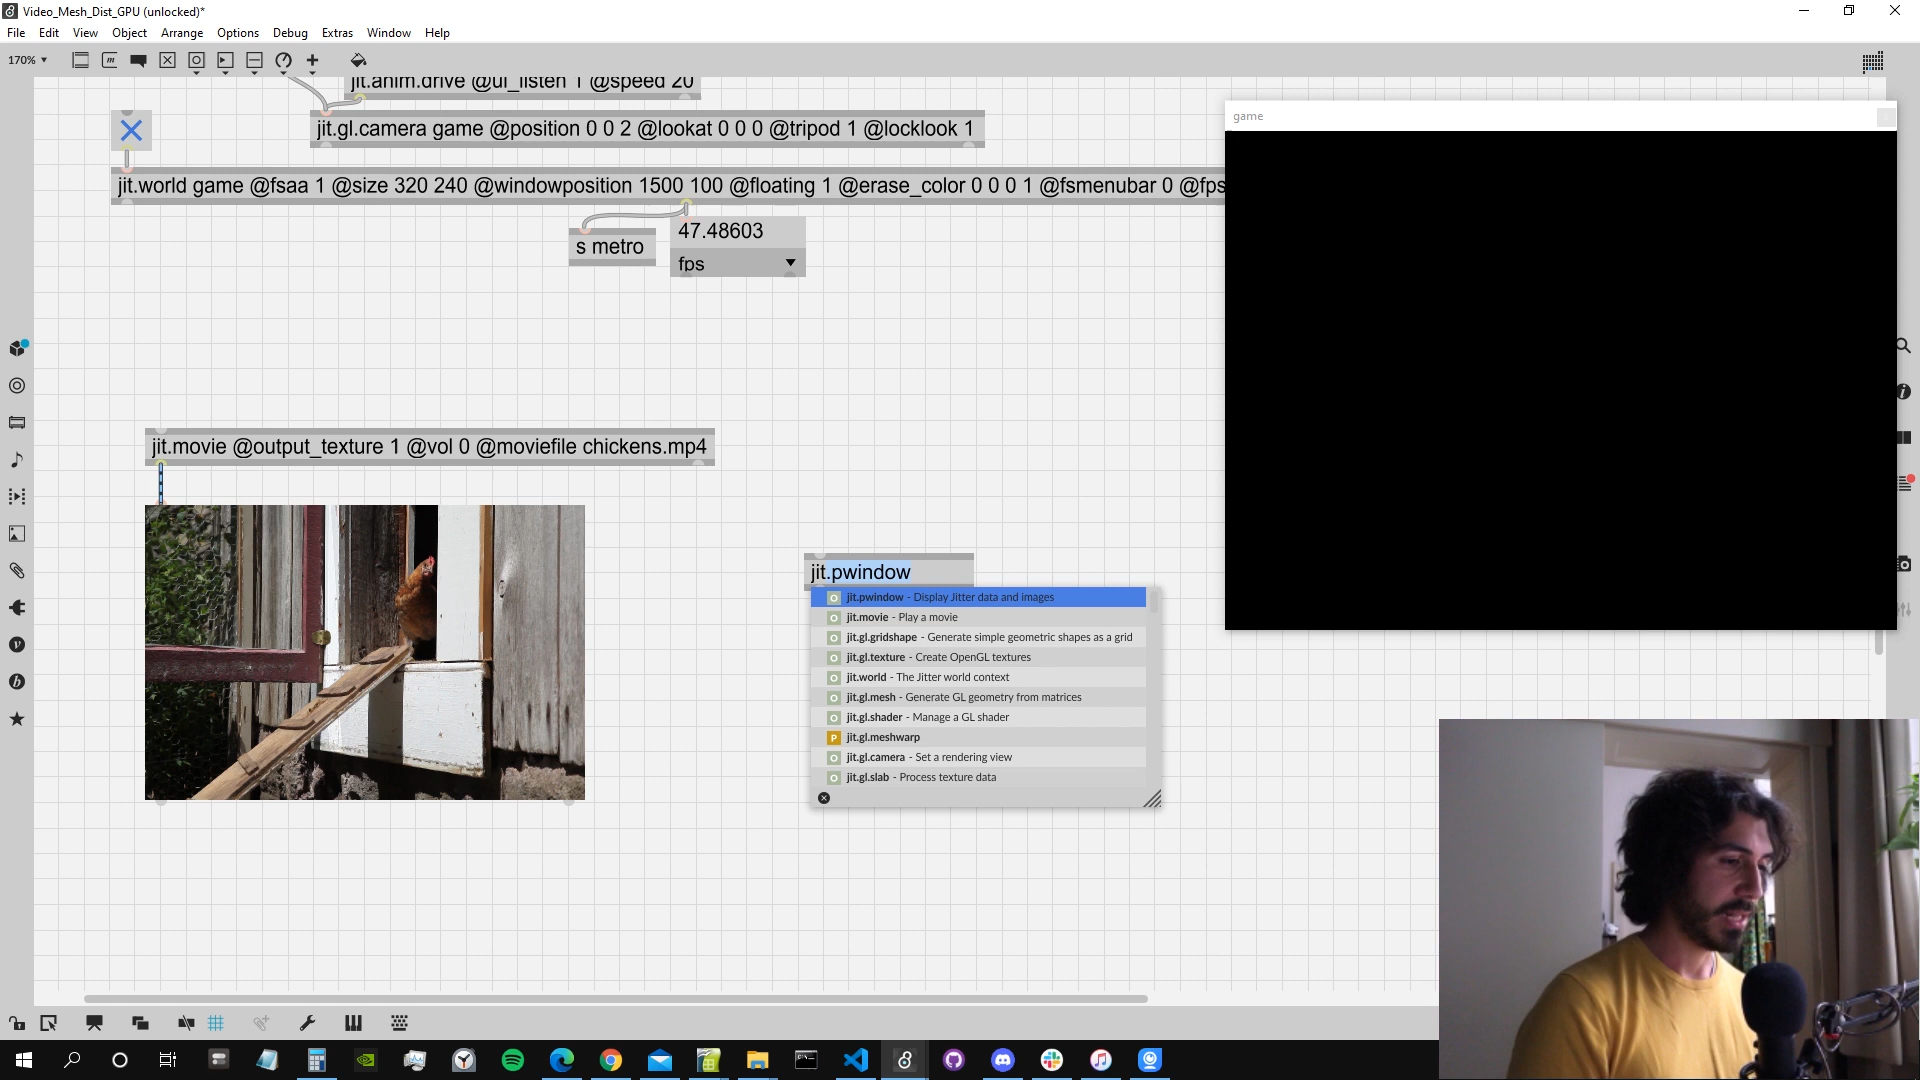 Video_Mesh_Dist_GPU (unlocked)*
File Edit View Object Arrange Options Debug Extras Window Help
170%
jit.anim.drive @ui_listen 1 @speed 20
jit.gl.camera game @position 0 0 2 @lookat 0 0 0 @tripod 1 @locklook 1
game
jit.world game @fsaa 1 @size 320 240 @windowposition 1500 100 @floating 1 @erase_color 0 0 0 1 @fsmenubar 0 @fps
47.48603
s metro
fps
jit.movie @output_texture 1 @vol 0 @moviefile chickens.mp4
jit.pwindow
jit.pwindow - Display Jitter data and images
jit.movie - Play a movie
jit.gl.gridshape - Generate simple geometric shapes as a grid
jit.gl.texture - Create OpenGL textures
jit.world - The Jitter world context
jit.gl.mesh - Generate GL geometry from matrices
jit.gl.shader - Manage a GL shader
jit.gl.meshwarp
jit.gl.camera - Set a rendering view
jit.gl.slab - Process texture data